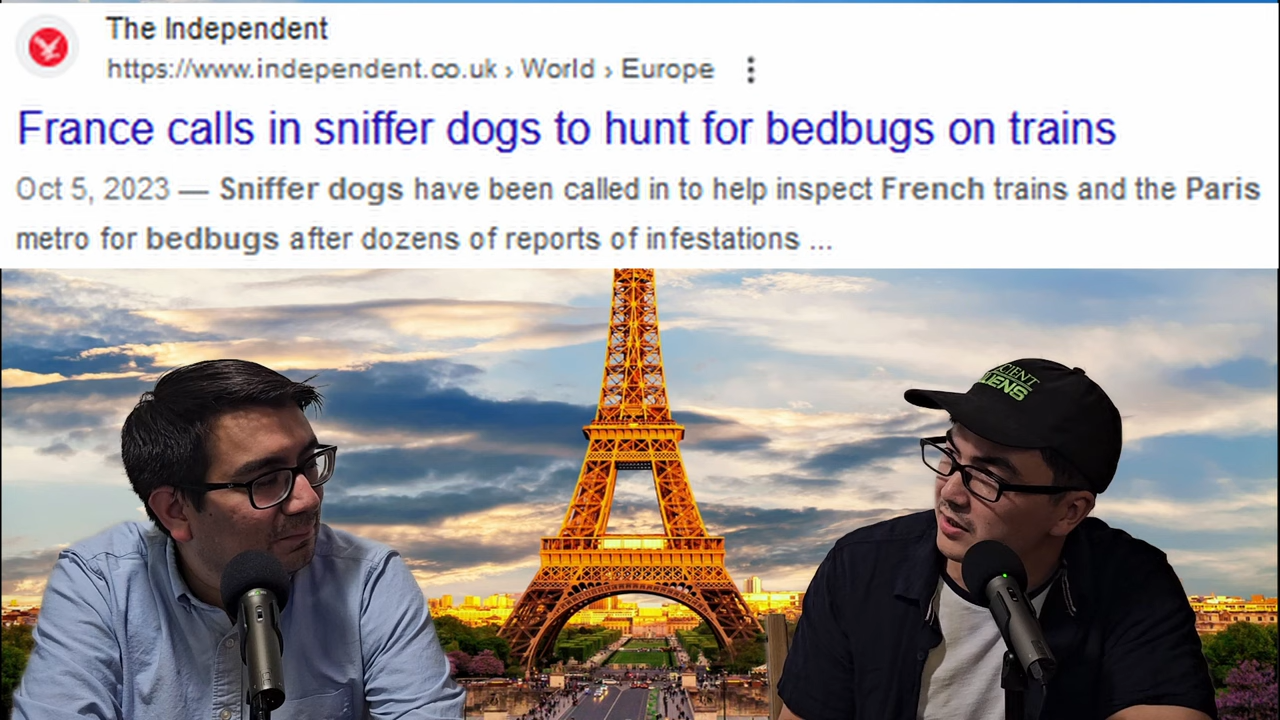 The Independent
https://www.independent.co.uk › World › Europe
France calls in sniffer dogs to hunt for bedbugs on trains
Oct 5, 2023 — Sniffer dogs have been called in to help inspect French trains and the Paris
metro for bedbugs after dozens of reports of infestations ...
CIENT
LIENS